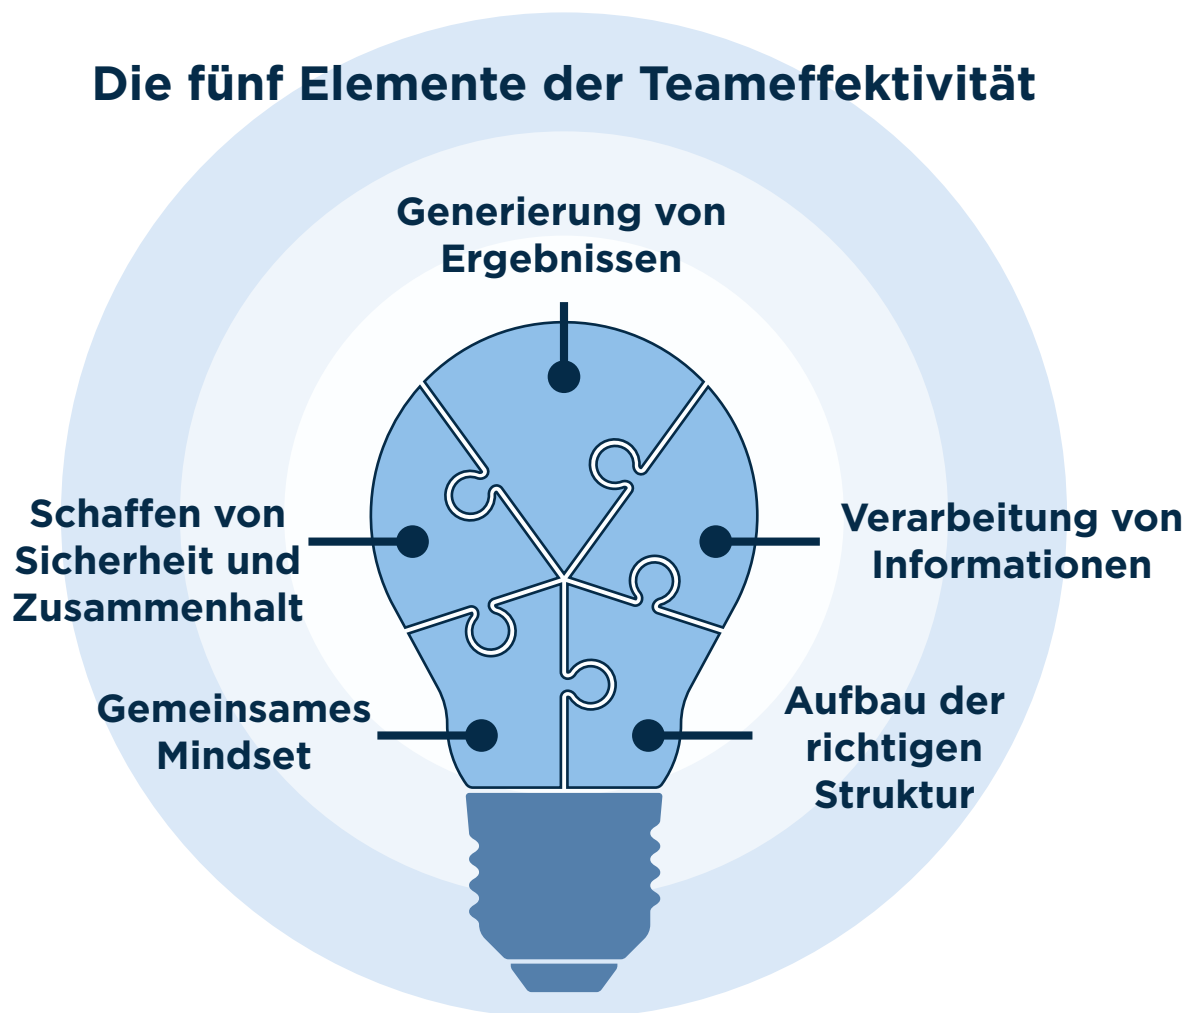 Die fünf Elemente der Teameffektivität
Generierung von
Ergebnissen
Schaffen von
Sicherheit und
Zusammenhalt
Verarbeitung von
Informationen
Gemeinsames
Mindset
Aufbau der
richtigen
Struktur